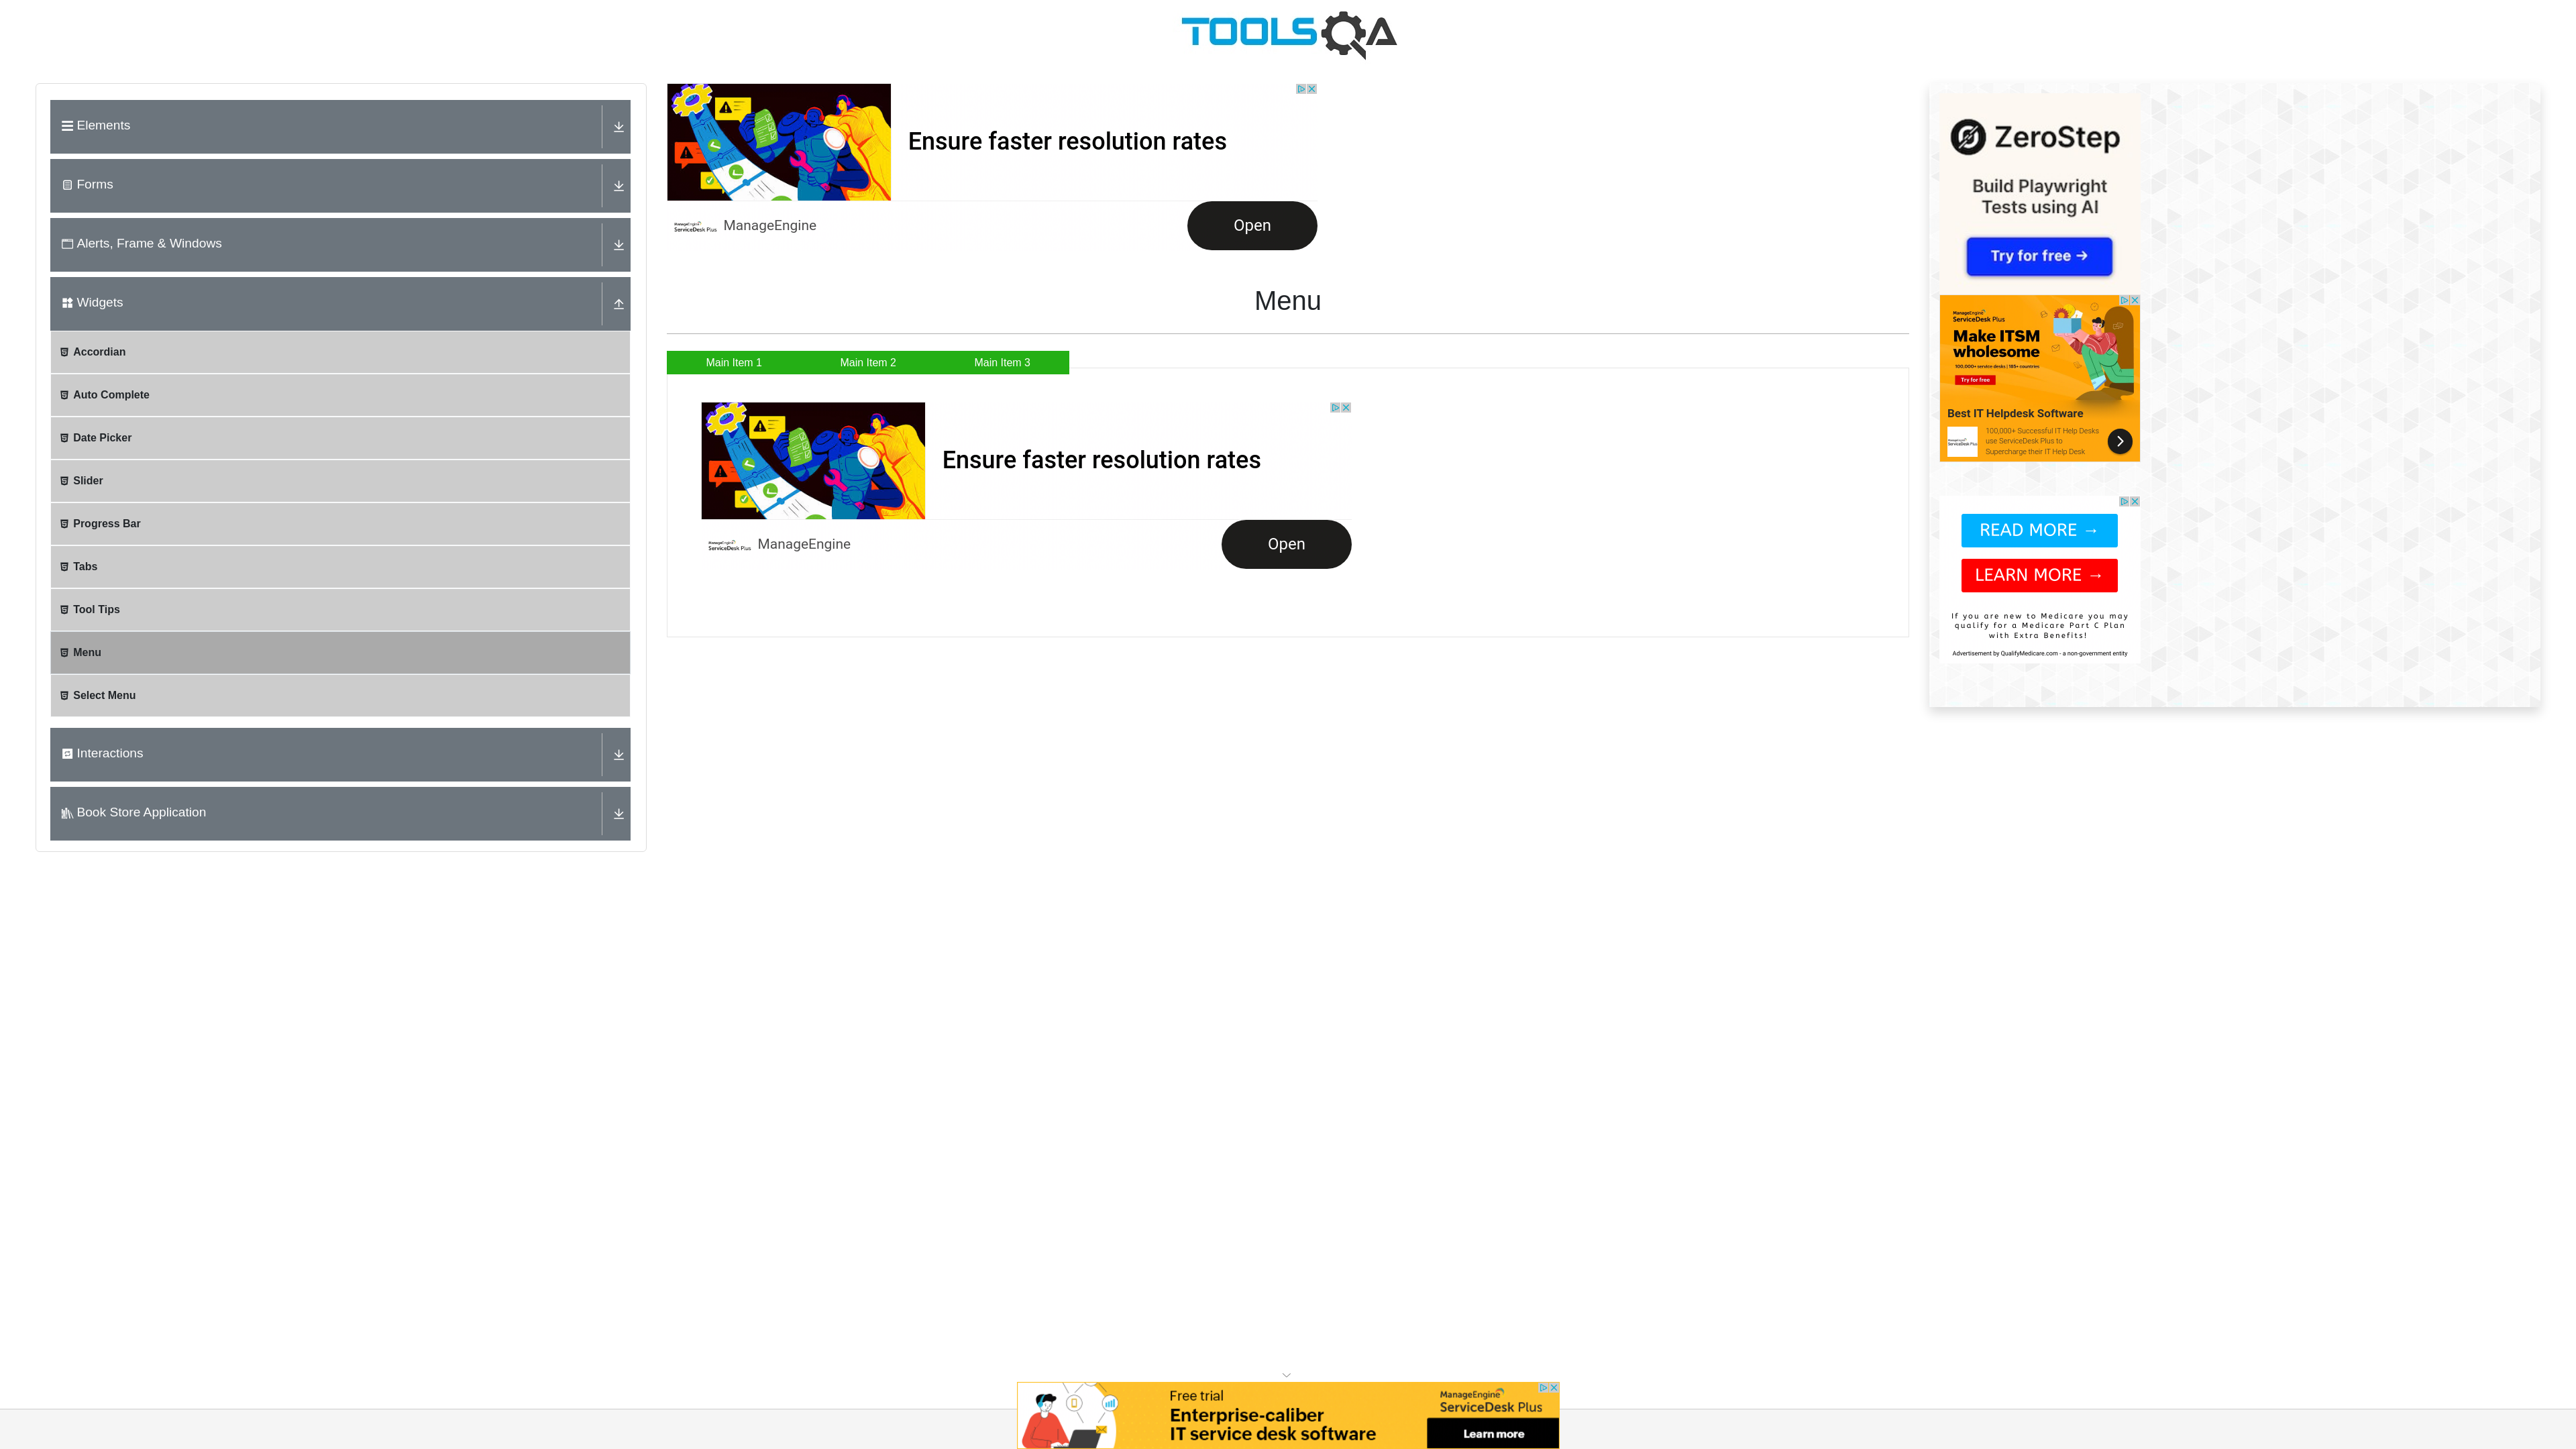 TOOLSQA
Elements
Forms
Alerts, Frame & Windows
Widgets
Accordian
Auto Complete
Date Picker
Slider
Progress Bar
Tabs
Tool Tips
Menu
Select Menu
Interactions
Book Store Application
Ensure faster resolution rates
ManageEngine
ServiceDesk Plus
ManageEngine
Open
Menu
Main Item 1
Main Item 2
Main Item 3
Ensure faster resolution rates
ManageEngine
ServiceDesk Plus
ManageEngine
Open
ZeroStep
Build Playwright
Tests using AI
Try for free →
ManageEngine
ServiceDesk Plus
Make ITSM
wholesome
100,000+ service desks | 185+ countries
Try for free
Best IT Helpdesk Software
ManageEngine
ServiceDesk Plus
100,000+ Successful IT Help Desks
use ServiceDesk Plus to
Supercharge their IT Help Desk
READ MORE →
LEARN MORE →
If you are new to Medicare you may
qualify for a Medicare Part C Plan
with Extra Benefits!
Advertisement by QualifyMedicare.com - a non-government entity
Free trial
Enterprise-caliber
IT service desk software
ManageEngine
ServiceDesk Plus
Learn more